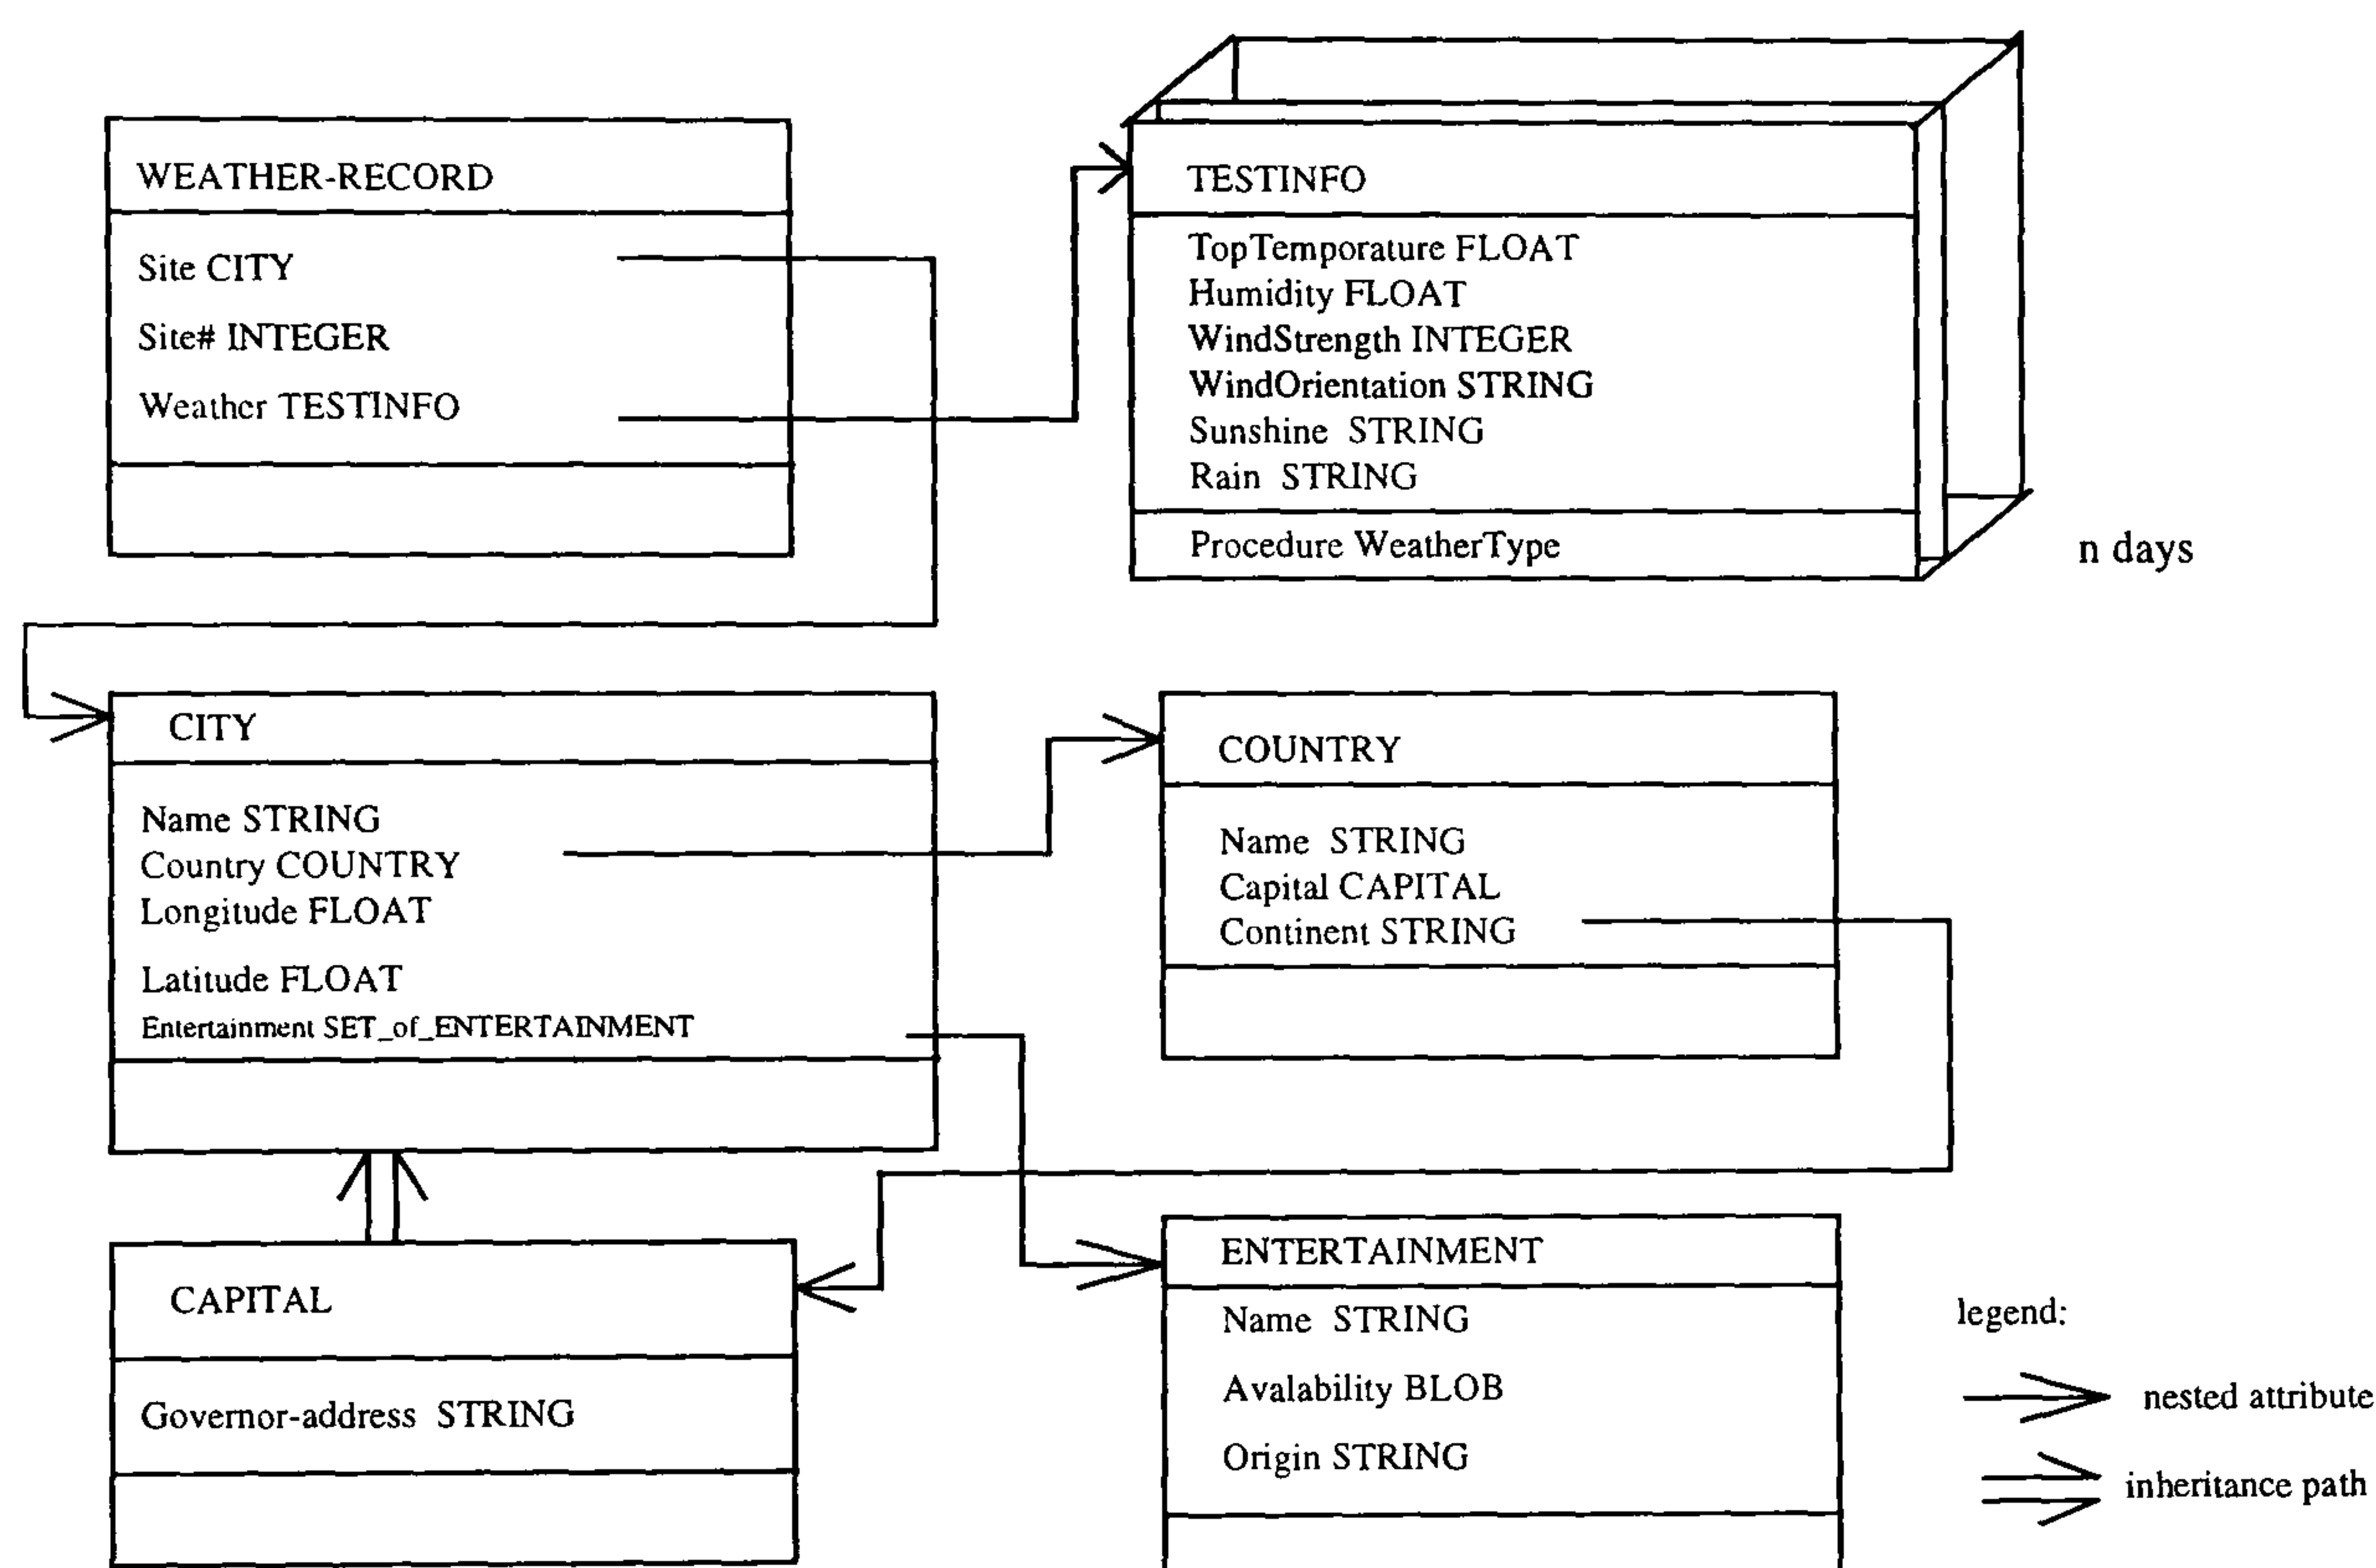 WEATHER-RECORD
Site CITY
Site# INTEGER
Weather TESTINFO
TESTINFO
TopTemporature FLOAT
Humidity FLOAT
WindStrength INTEGER
WindOrientation STRING
Sunshine STRING
Rain STRING
Procedure WeatherType
n days
CITY
Name STRING
Country COUNTRY
Longitude FLOAT
Latitude FLOAT
Entertainment SET_of_ENTERTAINMENT
COUNTRY
Name STRING
Capital CAPITAL
Continent STRING
CAPITAL
Governor-address STRING
ENTERTAINMENT
Name STRING
Avalability BLOB
Origin STRING
legend:
nested attribute
inheritance path